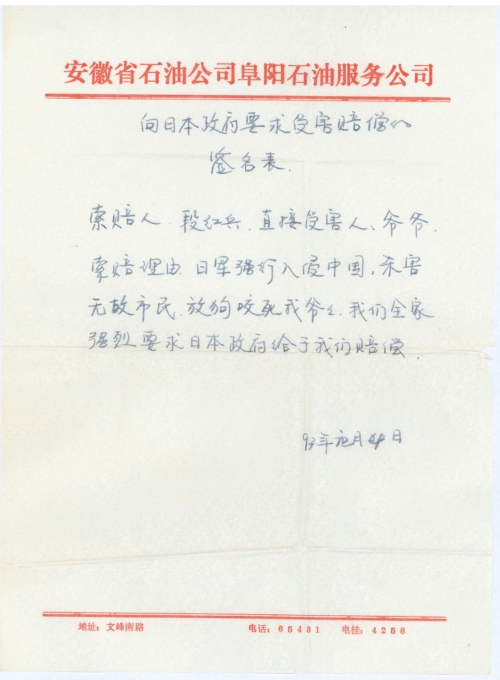 安徽省石油公司阜阳石油服务公司
向日本政府要求受害赔偿的
签名表.
索赔人 段红兵 直接受害人、爷爷.
索赔理由 日军强行入侵中国, 杀害
无故市民, 放狗咬死我爷爷. 我们全家
强烈要求日本政府给于我们赔偿.
年元月 日
地址: 文峰南路 电话: 65431 电挂: 4258